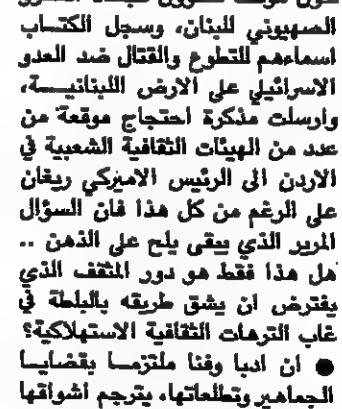 الصهيوني للبنان، وسجل الكتاب
اسماءهم للتطوع والقتال ضد العدو
الاسرائيلي على الارض اللبنانية،
وارسلت مذكرة احتجاج موقعة من
عدد من الهيئات الثقافية الشعبية في
الاردن الى الرئيس الامريكي ريغان
على الرغم من كل هذا فان السؤال
المرير الذي يبقى يلح على الذهن ..
هل هذا فقط هو دور المثقف الذي
يفترض ان يشق طريقه بالبلطة في
غاب الترهات الثقافية الاستهلاكية؟
● ان ادبا وفنا ملتزما بقضايا
الجماهير وتطلعاتها، يترجم اشواقها